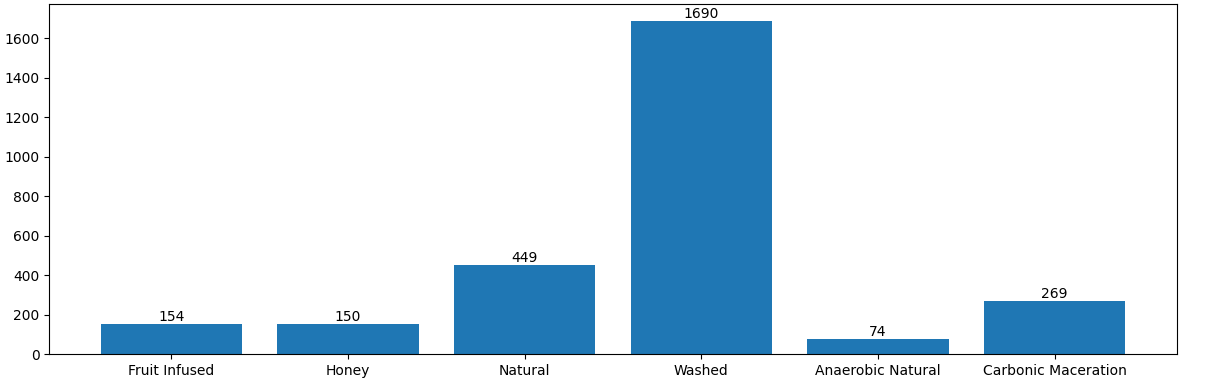 1690
1600
1400
1200
1000
800
600
449
400
269
200
154
150
74
0
Fruit Infused
Honey
Natural
Washed
Anaerobic Natural
Carbonic Maceration